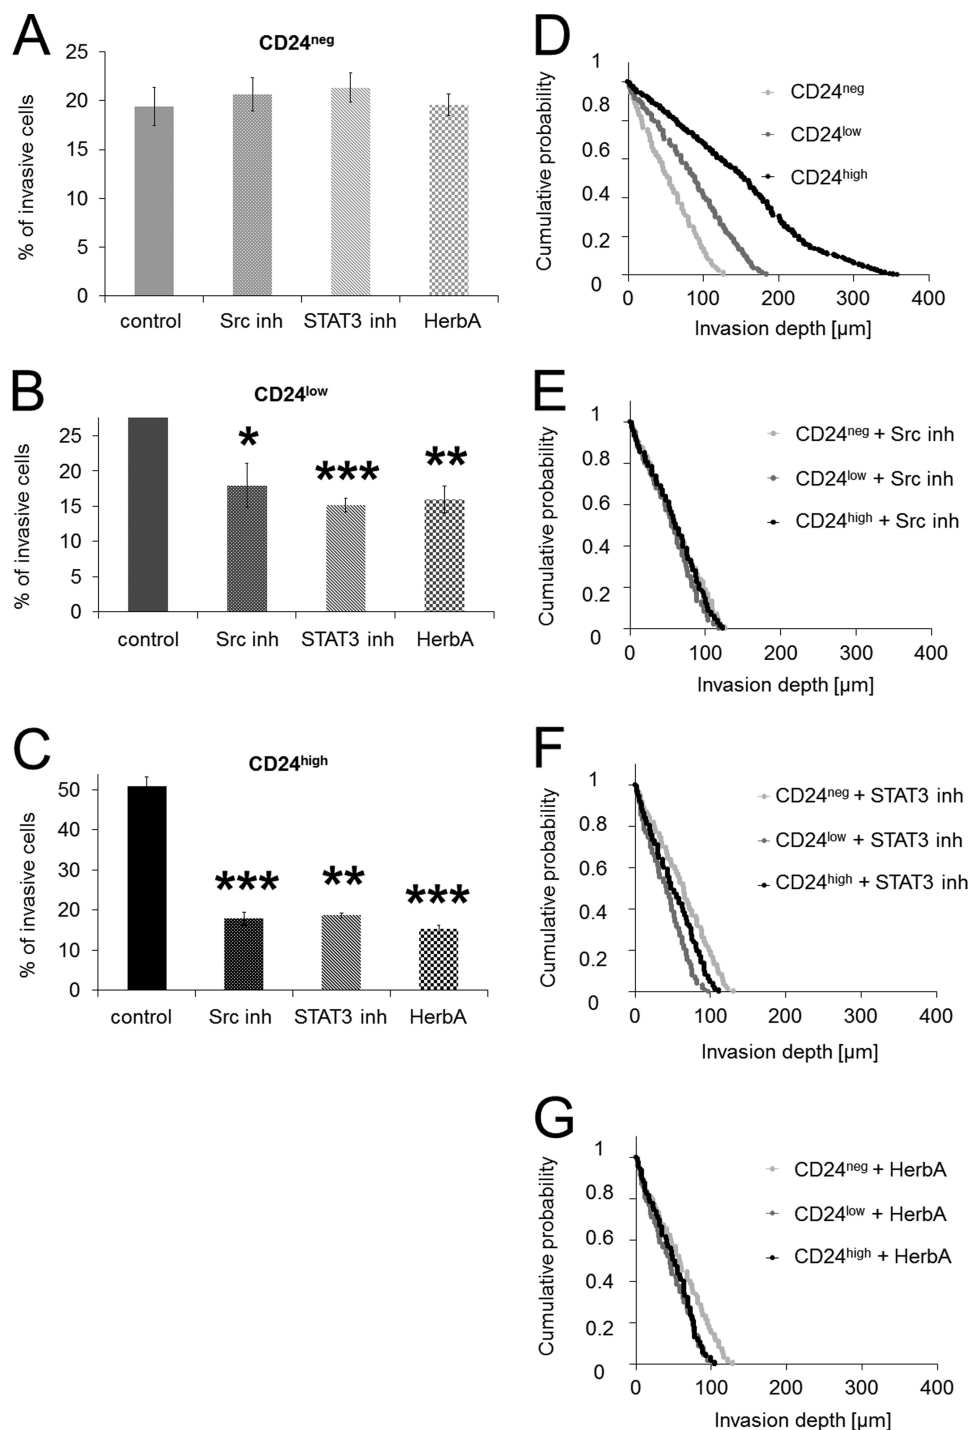 A
CD24neg
% of invasive cells
25
20
15
10
5
0
control Src inh STAT3 inh HerbA
B
CD24low
% of invasive cells
25
20
15
10
5
0
* *** **
control Src inh STAT3 inh HerbA
C
CD24high
% of invasive cells
50
40
30
20
10
0
*** ** ***
control Src inh STAT3 inh HerbA
D
Cumulative probability
1
0.8
0.6
0.4
0.2
0
CD24neg
CD24low
CD24high
0 100 200 300 400
Invasion depth [µm]
E
Cumulative probability
1
0.8
0.6
0.4
0.2
0
CD24neg + Src inh
CD24low + Src inh
CD24high + Src inh
0 100 200 300 400
Invasion depth [µm]
F
Cumulative probability
1
0.8
0.6
0.4
0.2
0
CD24neg + STAT3 inh
CD24low + STAT3 inh
CD24high + STAT3 inh
0 100 200 300 400
Invasion depth [µm]
G
Cumulative probability
1
0.8
0.6
0.4
0.2
0
CD24neg + HerbA
CD24low + HerbA
CD24high + HerbA
0 100 200 300 400
Invasion depth [µm]